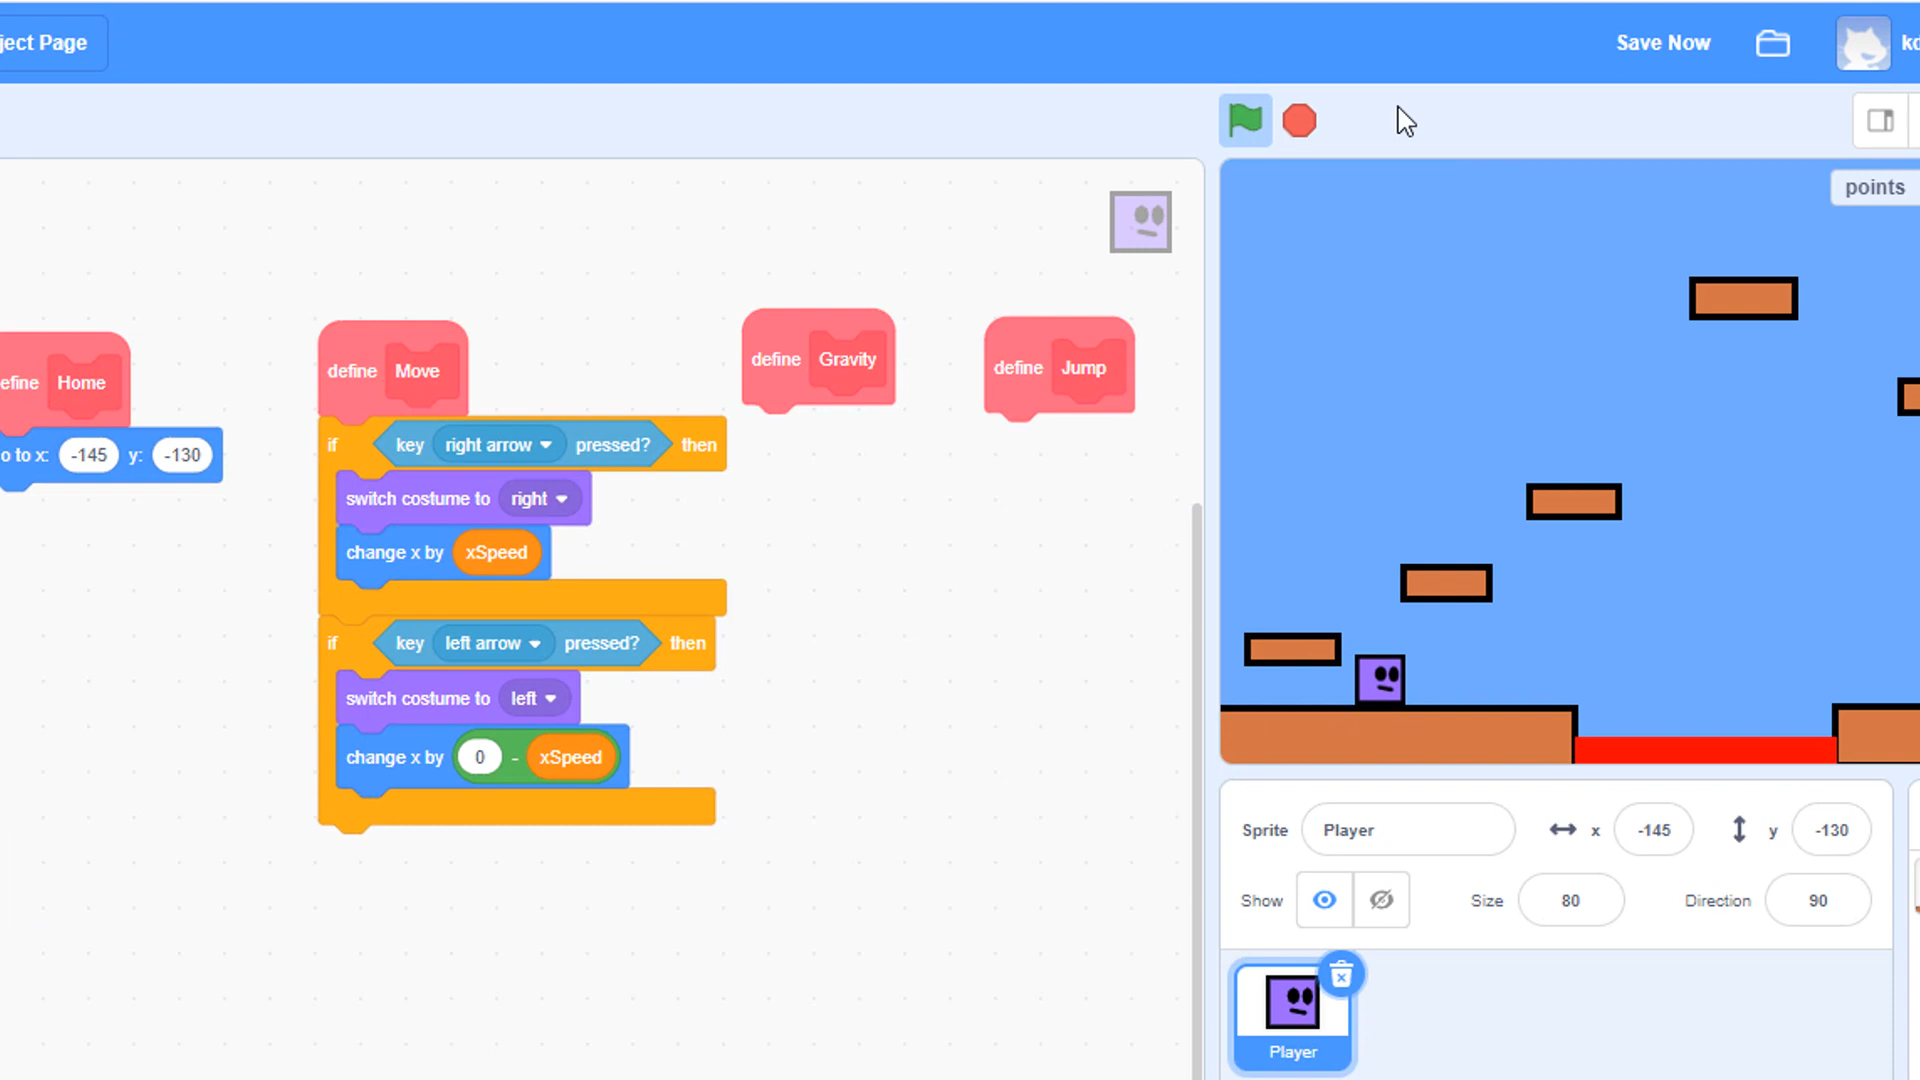 ject Page
Save Now
kd
points
efine Home
o to x: -145 y: -130
define Move
if key right arrow pressed? then
switch costume to right
change x by xSpeed
if key left arrow pressed? then
switch costume to left
change x by 0 - xSpeed
define Gravity
define Jump
Sprite Player x -145 y -130
Show Size 80 Direction 90
Player